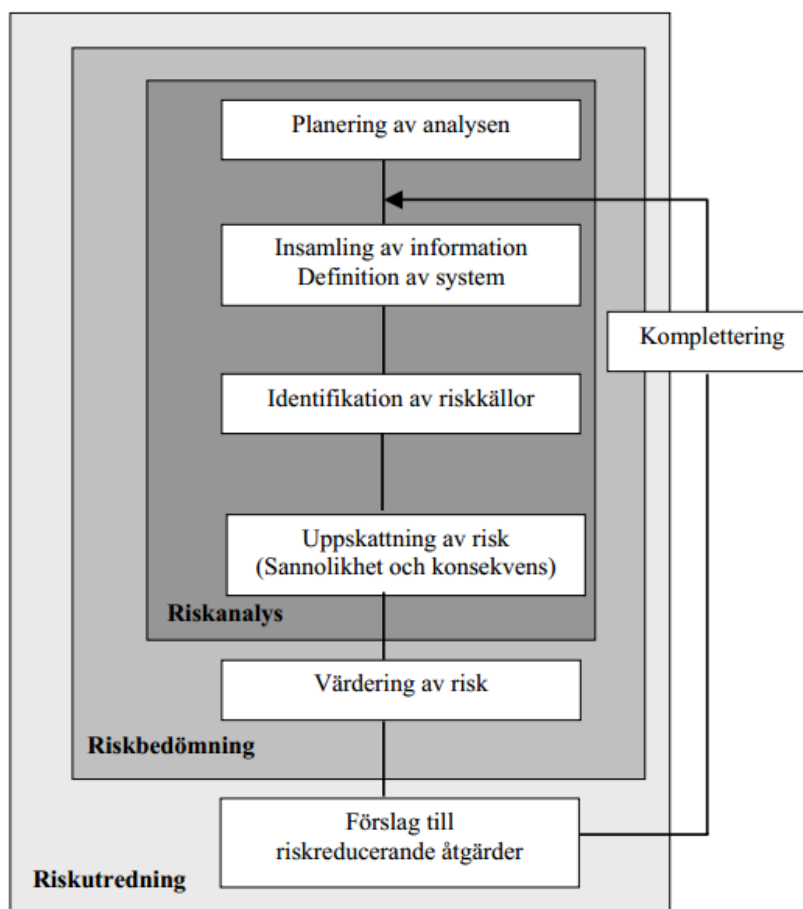 Planering av analysen
Insamling av information
Definition av system
Komplettering
Identifikation av riskkällor
Uppskattning av risk
(Sannolikhet och konsekvens)
Riskanalys
Värdering av risk
Riskbedömning
Förslag till
riskreducerande åtgärder
Riskutredning